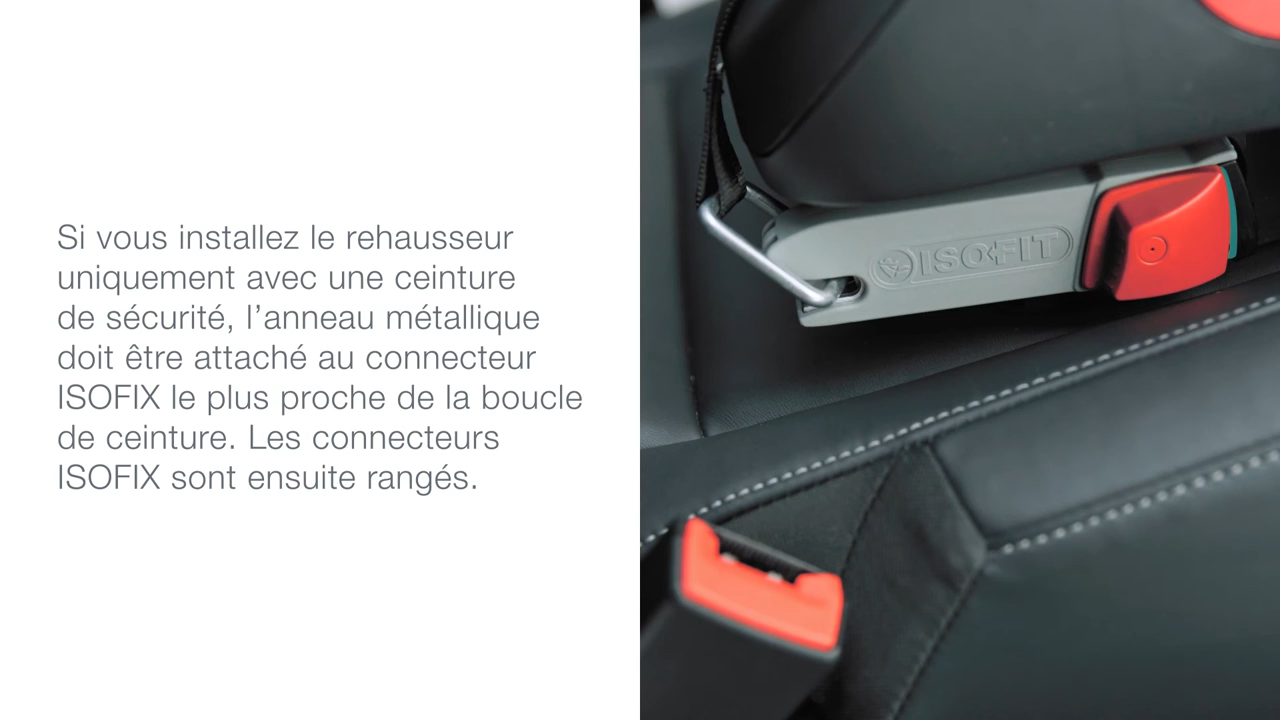 Si vous installez le rehausseur
uniquement avec une ceinture
de sécurité, l’anneau métallique
doit être attaché au connecteur
ISOFIX le plus proche de la boucle
de ceinture. Les connecteurs
ISOFIX sont ensuite rangés.
ISOFIT